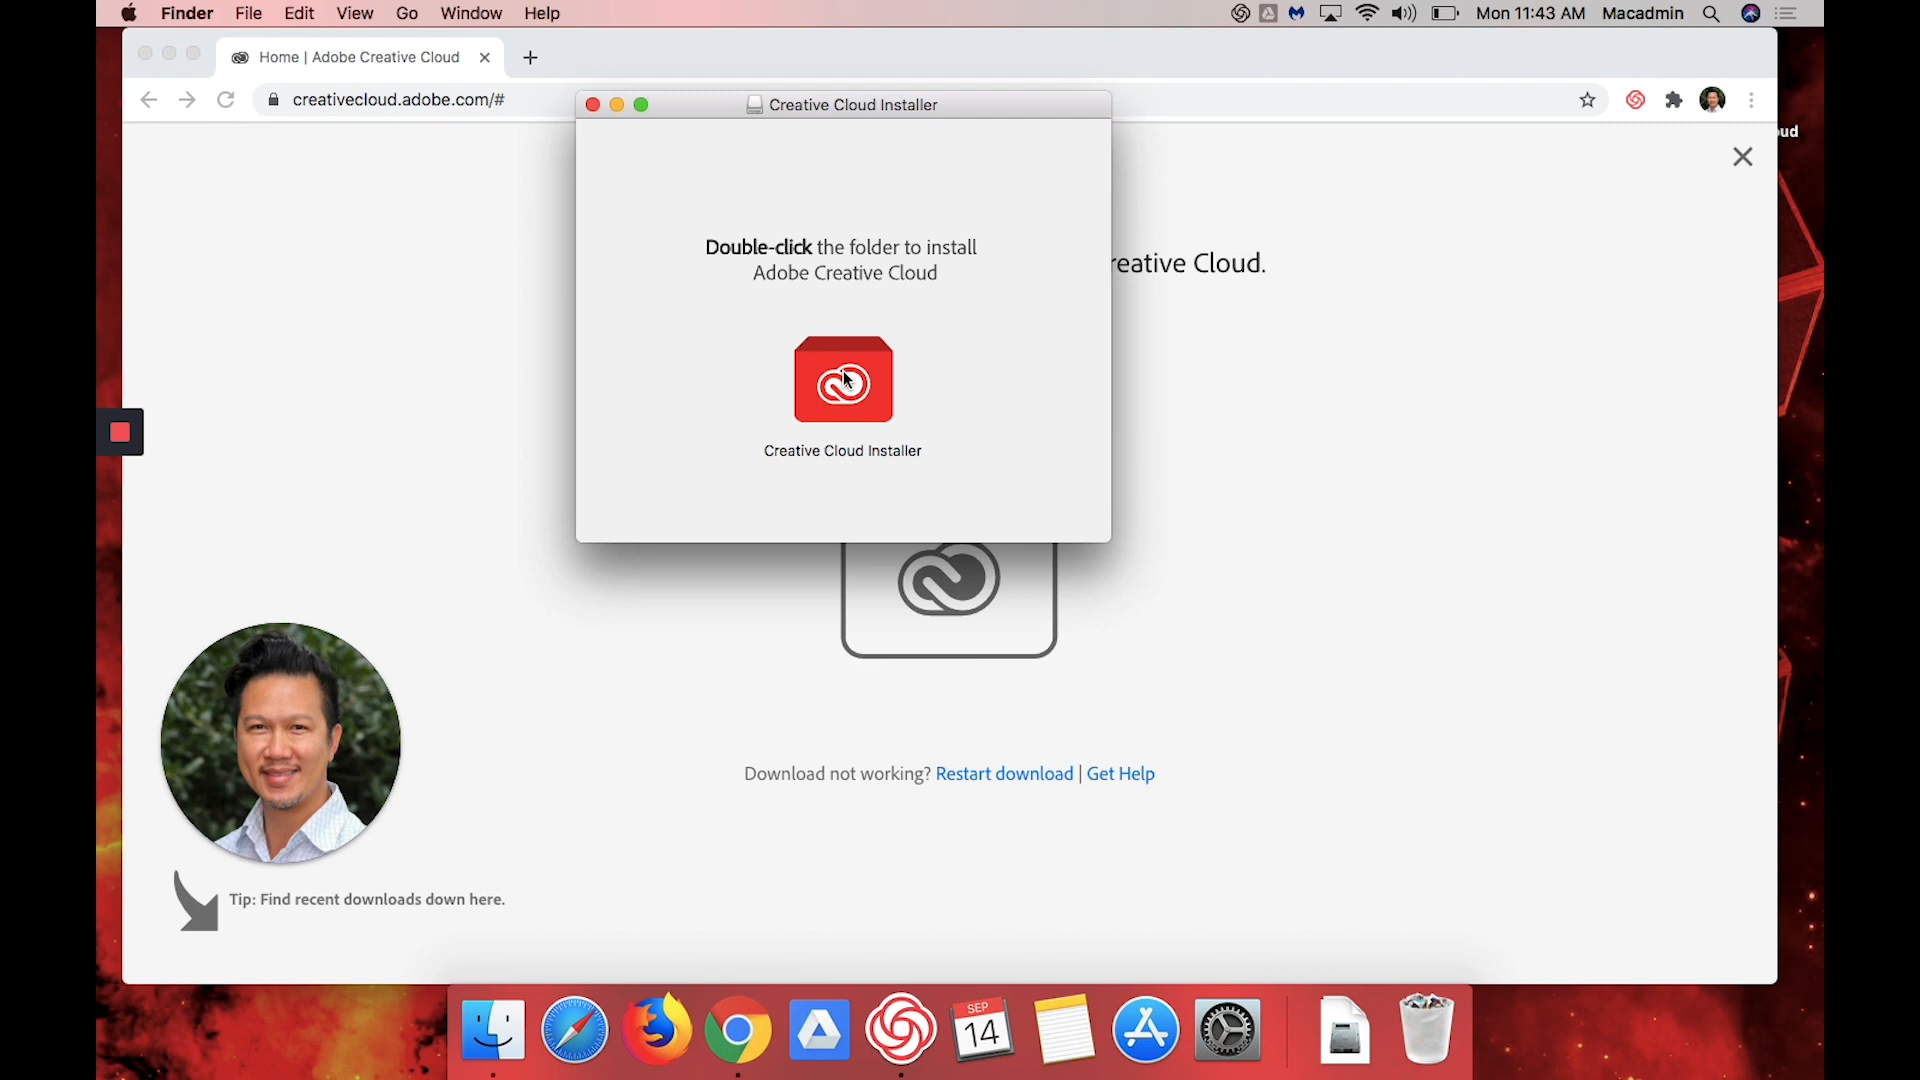 Finder File Edit View Go Window Help Mon 11:43 AM Macadmin
Home | Adobe Creative Cloud
creativecloud.adobe.com/#
Creative Cloud Installer
oud
Double-click the folder to install
Adobe Creative Cloud
reative Cloud.
Creative Cloud Installer
Download not working? Restart download | Get Help
Tip: Find recent downloads down here.
SEP
14